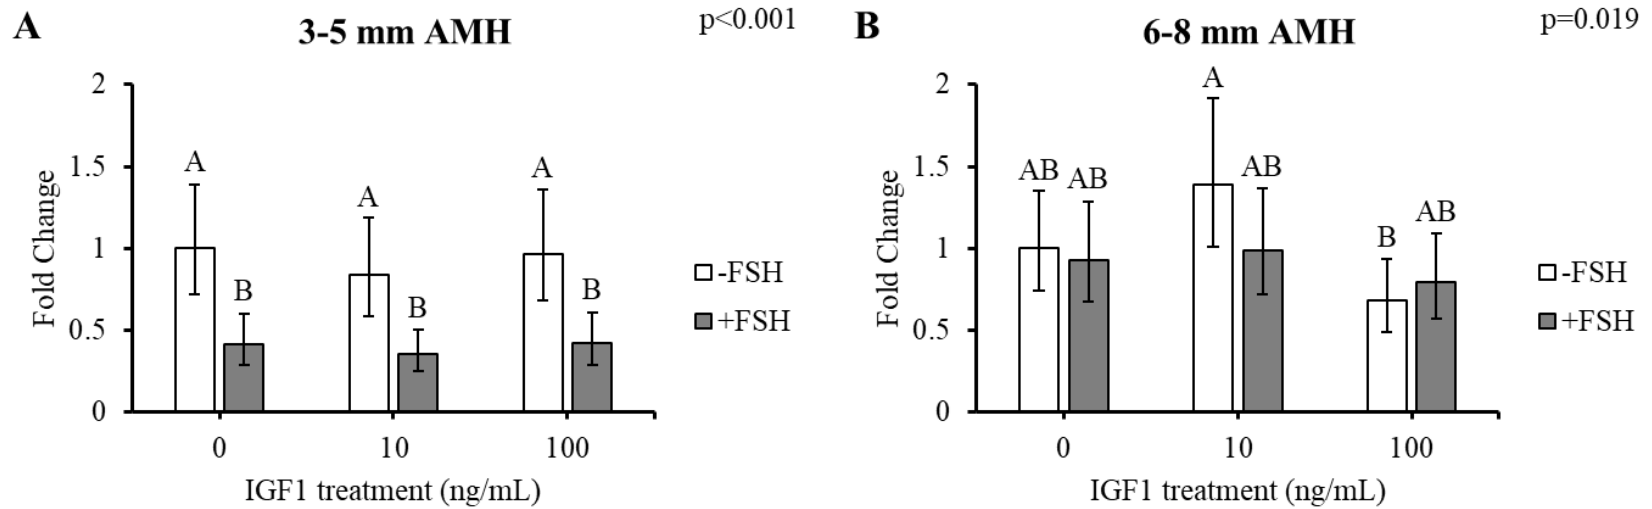 A
3-5 mm AMH
p<0.001
Fold Change
2
1.5
1
0.5
0
A
B
A
B
A
B
0
10
100
IGF1 treatment (ng/mL)
-FSH
+FSH
B
6-8 mm AMH
p=0.019
Fold Change
2
1.5
1
0.5
0
AB
AB
A
AB
B
AB
0
10
100
IGF1 treatment (ng/mL)
-FSH
+FSH